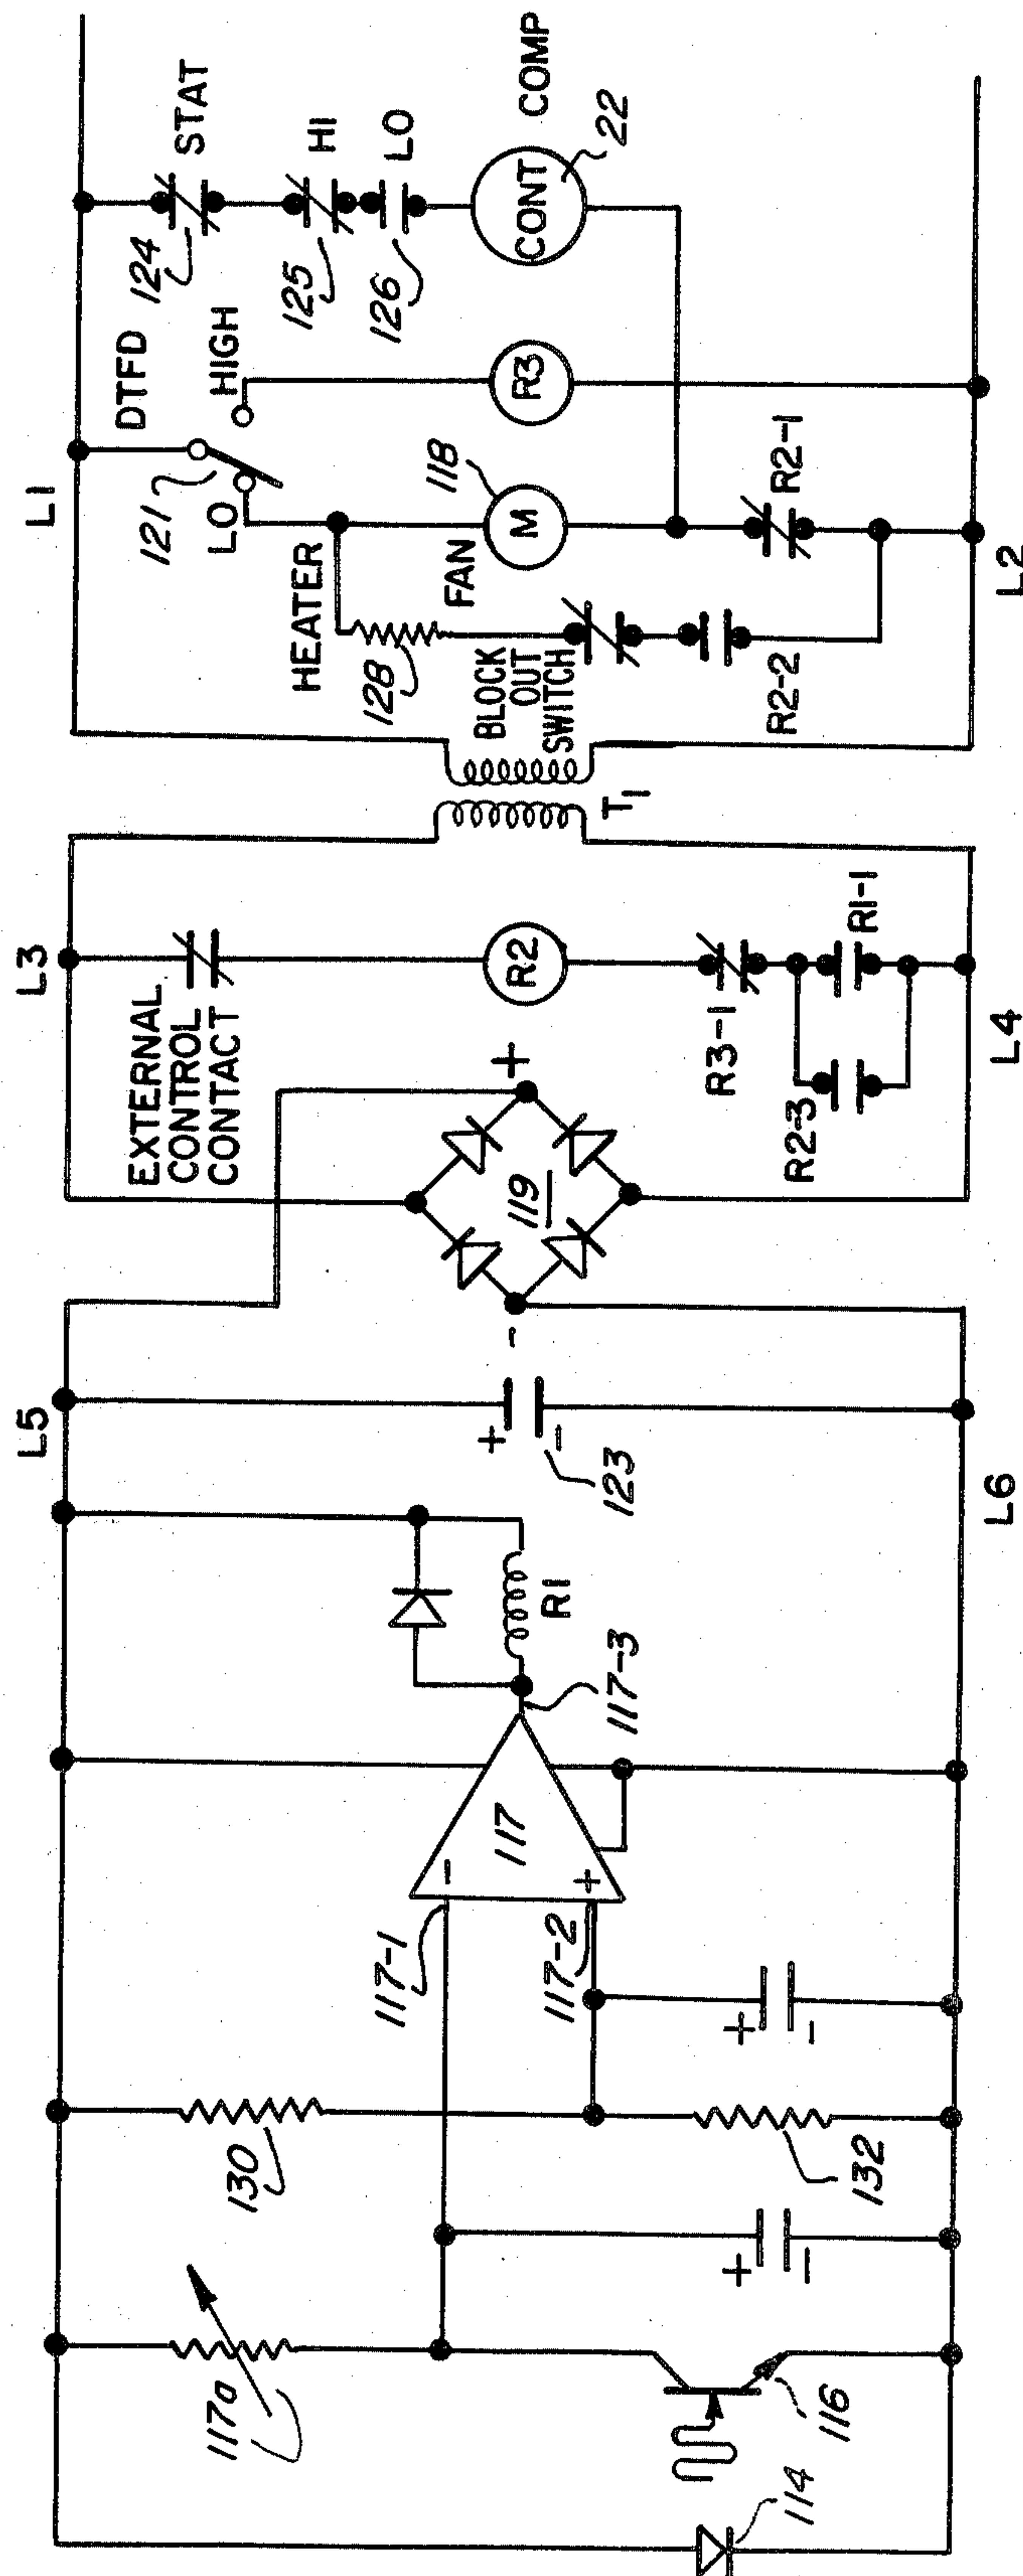 L1
L2
L3
L4
L5
L6
STAT
124
HI
125
LO
126
COMP
CONT
22
DTFD
HIGH
121
LO
R3
118
M
FAN
R2-1
HEATER
128
BLOCK
OUT
SWITCH
R2-2
T1
EXTERNAL
CONTROL
CONTACT
R2
R3-1
R1-1
R2-3
+
119
-
+
-
123
R1
117-3
117
-
+
117-1
117-2
+
-
130
132
+
-
117a
116
114